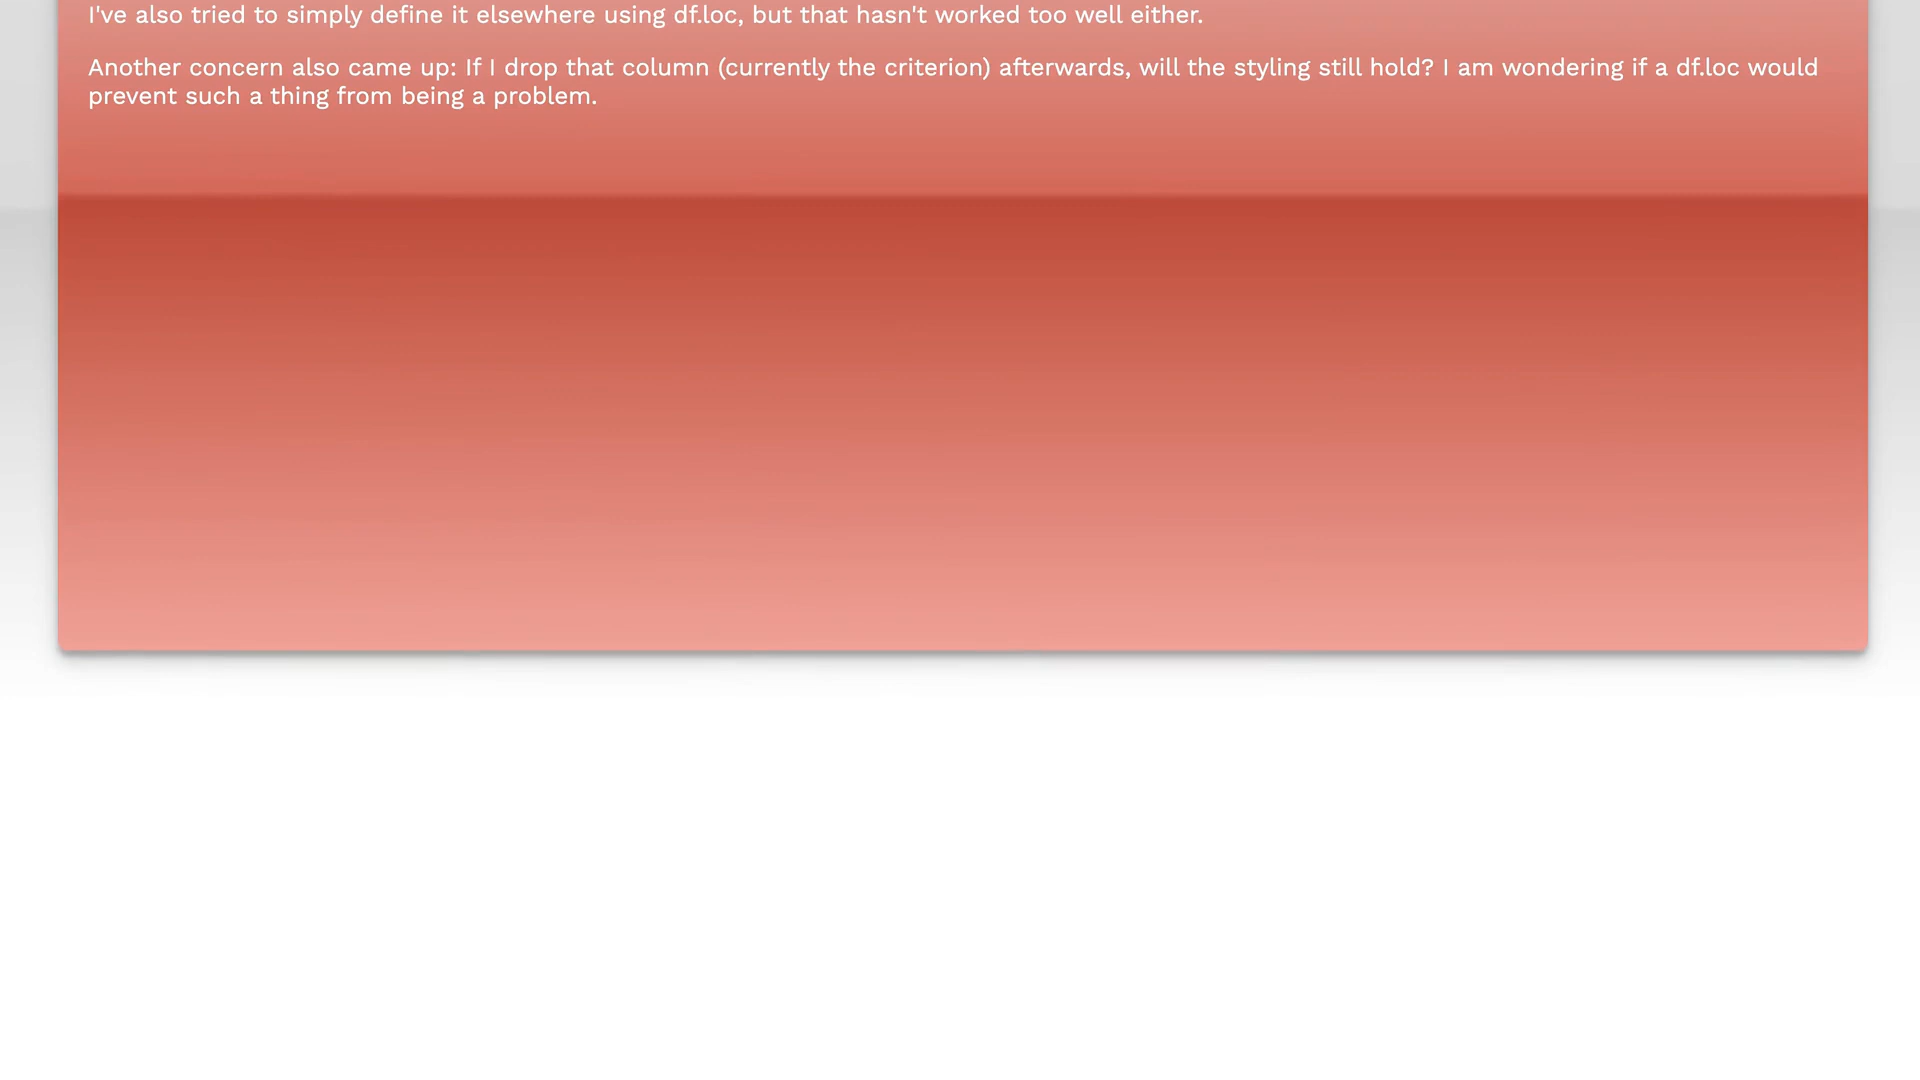 I've also tried to simply define it elsewhere using df.loc, but that hasn't worked too well either.
Another concern also came up: If I drop that column (currently the criterion) afterwards, will the styling still hold? I am wondering if a df.loc would
prevent such a thing from being a problem.